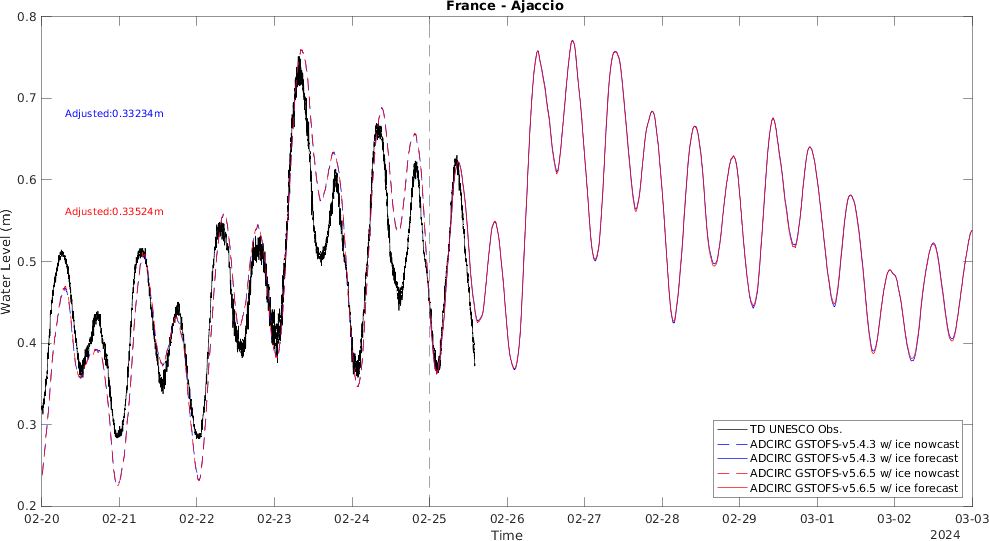 France - Ajaccio
Water Level (m)
0.8
0.7
0.6
0.5
0.4
0.3
0.2
Adjusted:0.33234m
Adjusted:0.33524m
TD UNESCO Obs.
ADCIRC GSTOFS-v5.4.3 w/ ice nowcast
ADCIRC GSTOFS-v5.4.3 w/ ice forecast
ADCIRC GSTOFS-v5.6.5 w/ ice nowcast
ADCIRC GSTOFS-v5.6.5 w/ ice forecast
02-20 02-21 02-22 02-23 02-24 02-25 02-26 02-27 02-28 02-29 03-01 03-02 03-03
Time
2024